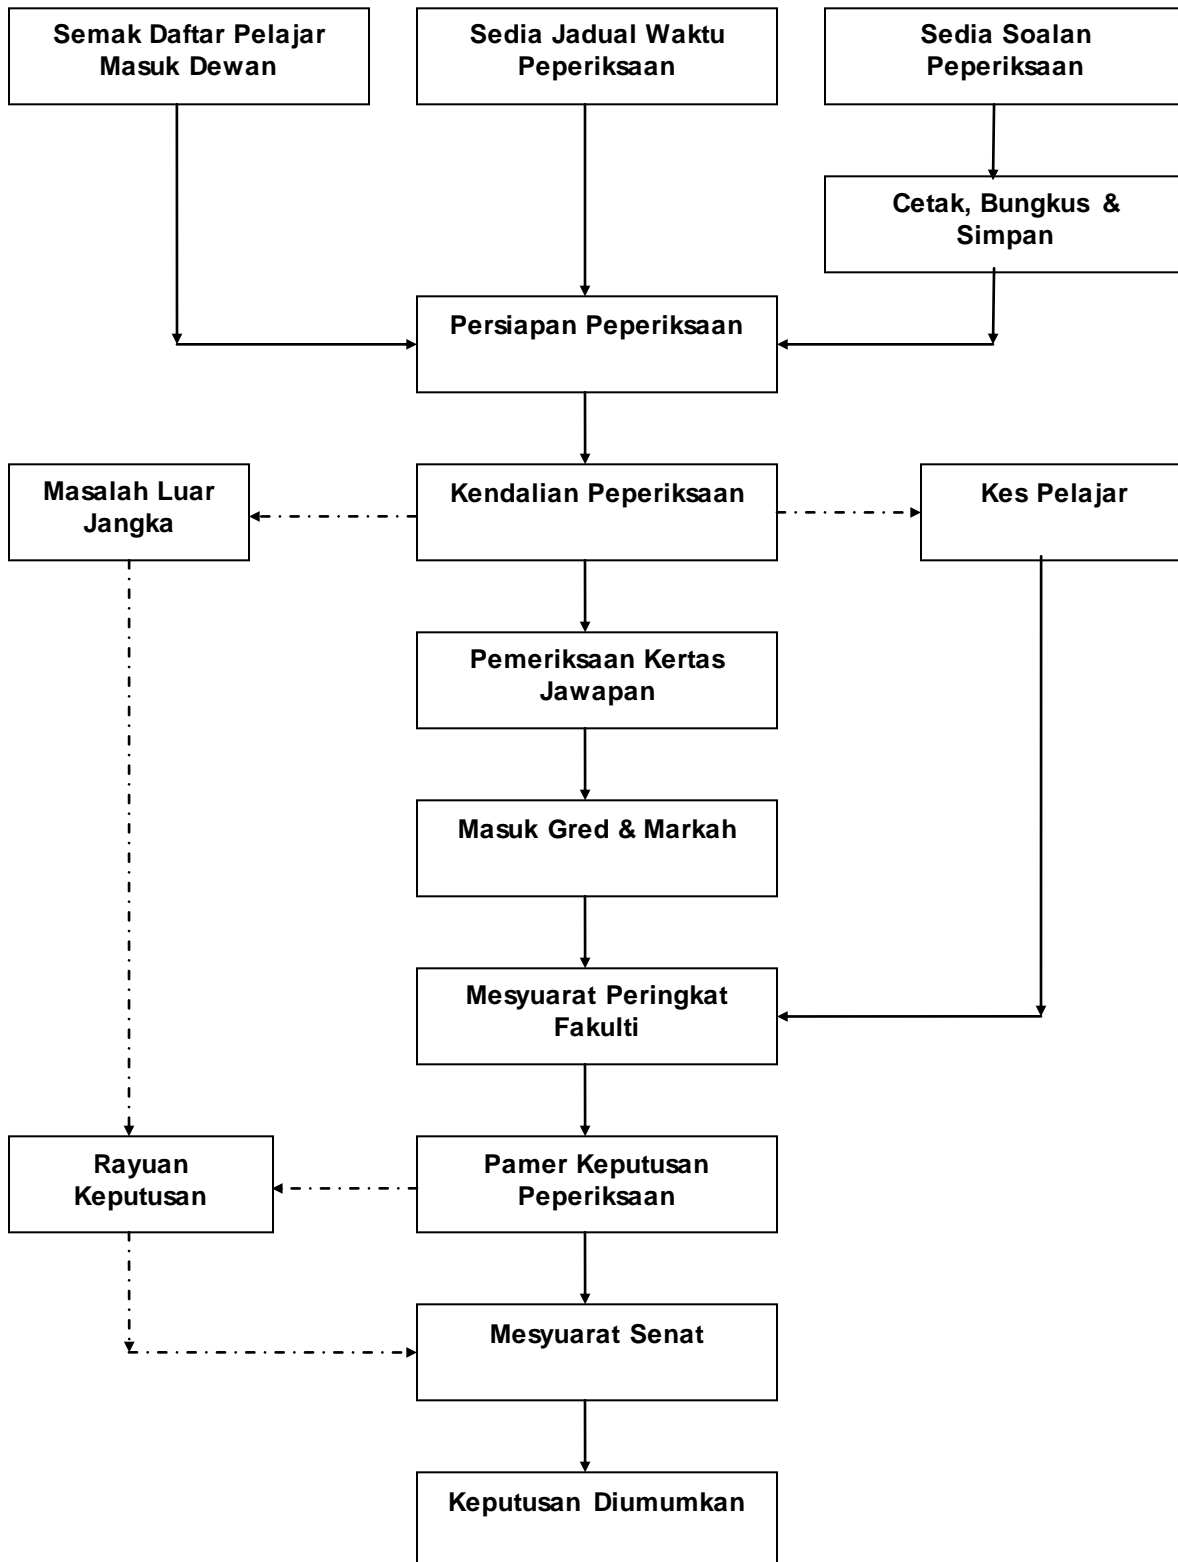 Semak Daftar Pelajar
Masuk Dewan
Sedia Jadual Waktu
Peperiksaan
Sedia Soalan
Peperiksaan
Cetak, Bungkus &
Simpan
Persiapan Peperiksaan
Masalah Luar
Jangka
Kendalian Peperiksaan
Kes Pelajar
Pemeriksaan Kertas
Jawapan
Masuk Gred & Markah
Mesyuarat Peringkat
Fakulti
Rayuan
Keputusan
Pamer Keputusan
Peperiksaan
Mesyuarat Senat
Keputusan Diumumkan